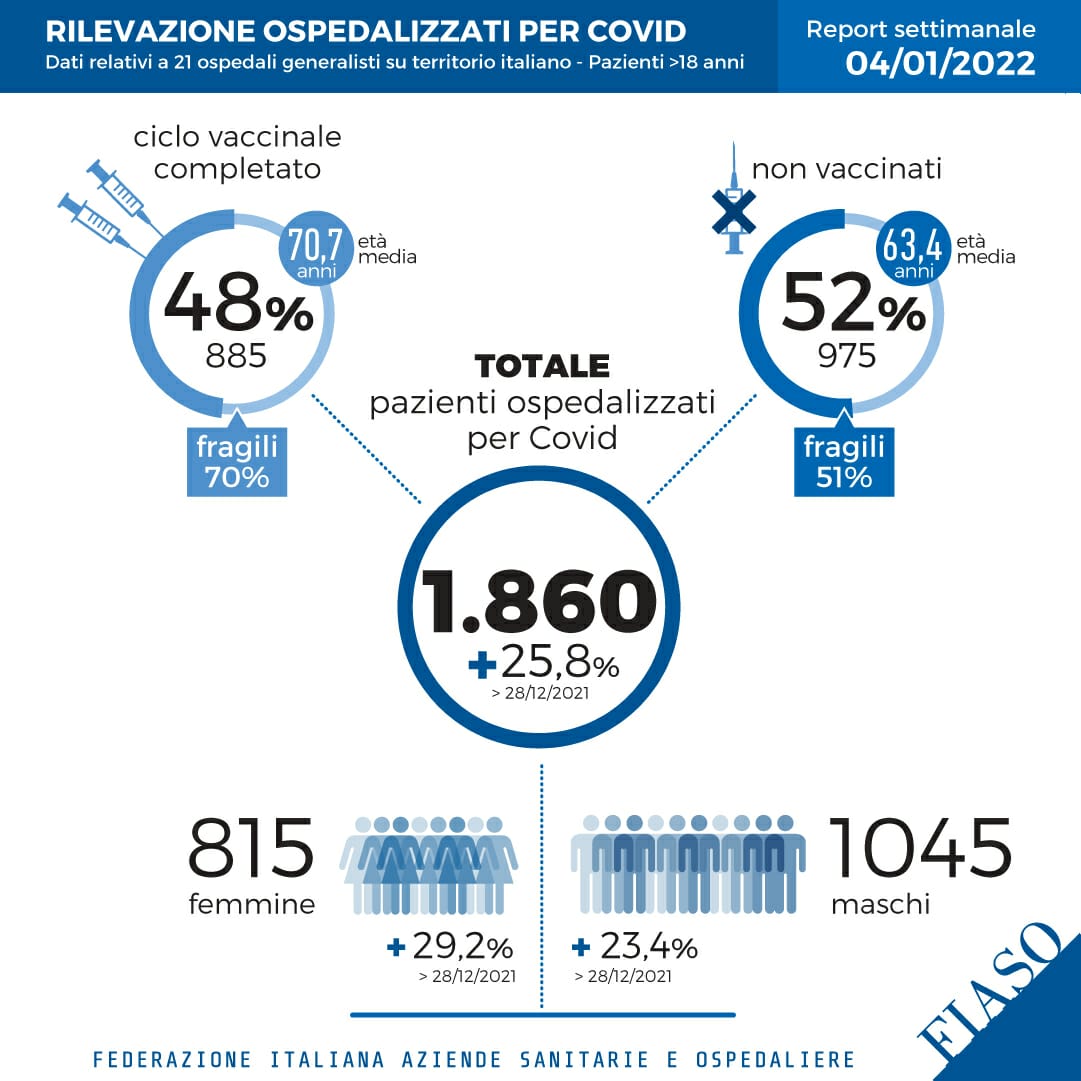 RILEVAZIONE OSPEDALIZZATI PER COVID
Dati relativi a 21 ospedali generalisti su territorio italiano - Pazienti >18 anni
Report settimanale
04/01/2022
ciclo vaccinale
completato
70,7
anni
età
media
48%
885
fragili
70%
non vaccinati
63,4
anni
età
media
52%
975
fragili
51%
TOTALE
pazienti ospedalizzati
per Covid
1.860
+25,8%
> 28/12/2021
815
femmine
+ 29,2%
> 28/12/2021
1045
maschi
+ 23,4%
> 28/12/2021
FIASO
FEDERAZIONE ITALIANA AZIENDE SANITARIE E OSPEDALIERE